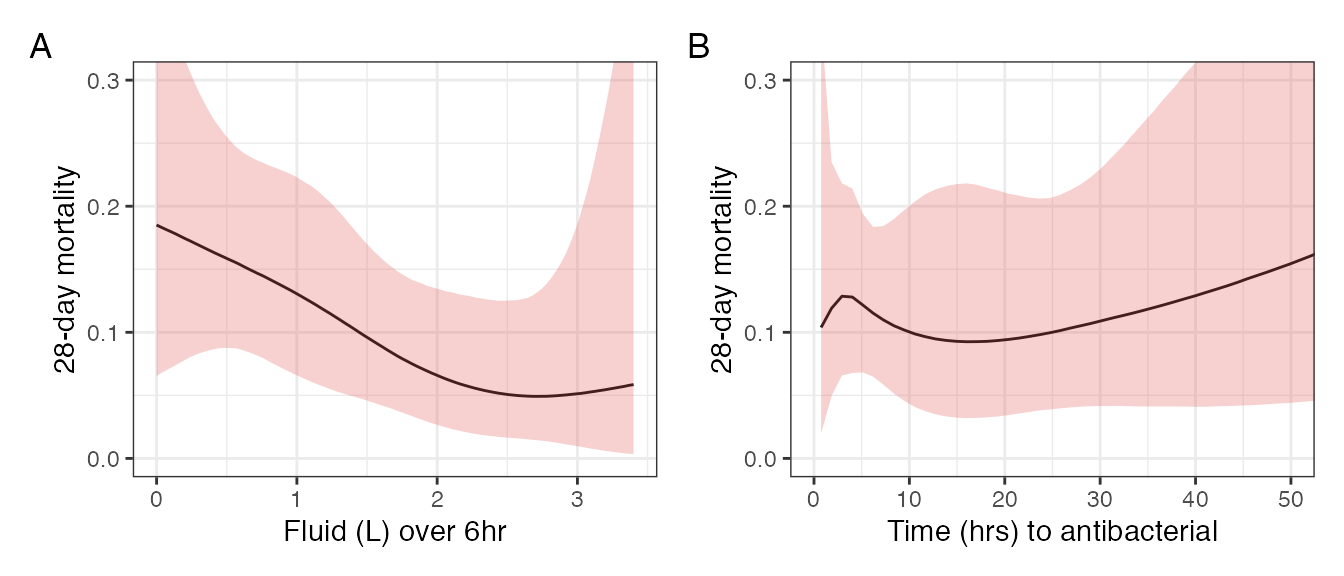 A
28-day mortality
0.3
0.2
0.1
0.0
0 1 2 3
Fluid (L) over 6hr
B
28-day mortality
0.3
0.2
0.1
0.0
0 10 20 30 40 50
Time (hrs) to antibacterial